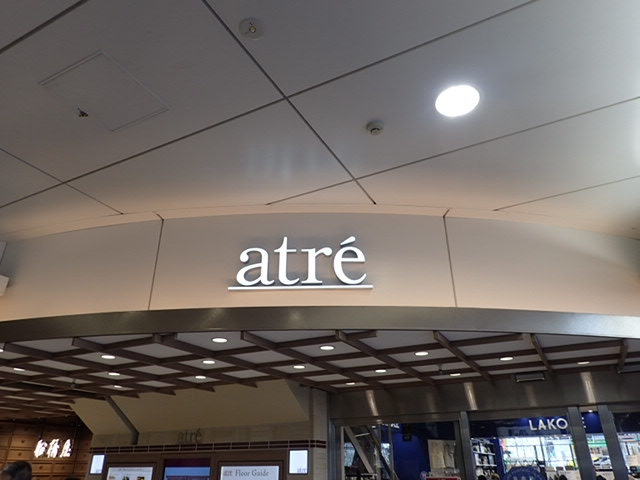 atré
atré
LAKO
Floor Guide